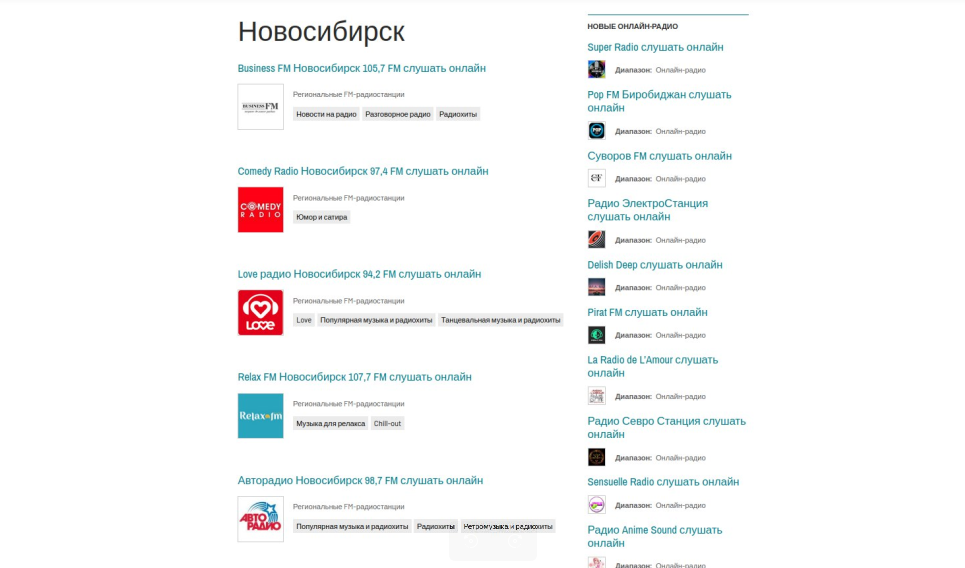 Новосибирск
Business FM Новосибирск 105,7 FM слушать онлайн
BUSINESS FM
Региональные FM-радиостанции
Новости на радио Разговорное радио Радиохиты
Comedy Radio Новосибирск 97,4 FM слушать онлайн
COMEDY
RADIO
Региональные FM-радиостанции
Юмор и сатира
Love радио Новосибирск 94,2 FM слушать онлайн
LOVE
Региональные FM-радиостанции
Love Популярная музыка и радиохиты Танцевальная музыка и радиохиты
Relax FM Новосибирск 107,7 FM слушать онлайн
Relax fm
Региональные FM-радиостанции
Музыка для релакса Chill-out
Авторадио Новосибирск 98,7 FM слушать онлайн
АВТО
РАДИО
Региональные FM-радиостанции
Популярная музыка и радиохиты Радиохиты Ретромузыка и радиохиты
НОВЫЕ ОНЛАЙН-РАДИО
Super Radio слушать онлайн
Диапазон: Онлайн-радио
Pop FM Биробиджан слушать
онлайн
POP
Диапазон: Онлайн-радио
Суворов FM слушать онлайн
Диапазон: Онлайн-радио
Радио ЭлектроСтанция
слушать онлайн
Диапазон: Онлайн-радио
Delish Deep слушать онлайн
Диапазон: Онлайн-радио
Pirat FM слушать онлайн
Диапазон: Онлайн-радио
La Radio de L'Amour слушать
онлайн
Диапазон: Онлайн-радио
Радио Севро Станция слушать
онлайн
Диапазон: Онлайн-радио
Sensuelle Radio слушать онлайн
Диапазон: Онлайн-радио
Радио Anime Sound слушать
онлайн
Диапазон: Онлайн-радио